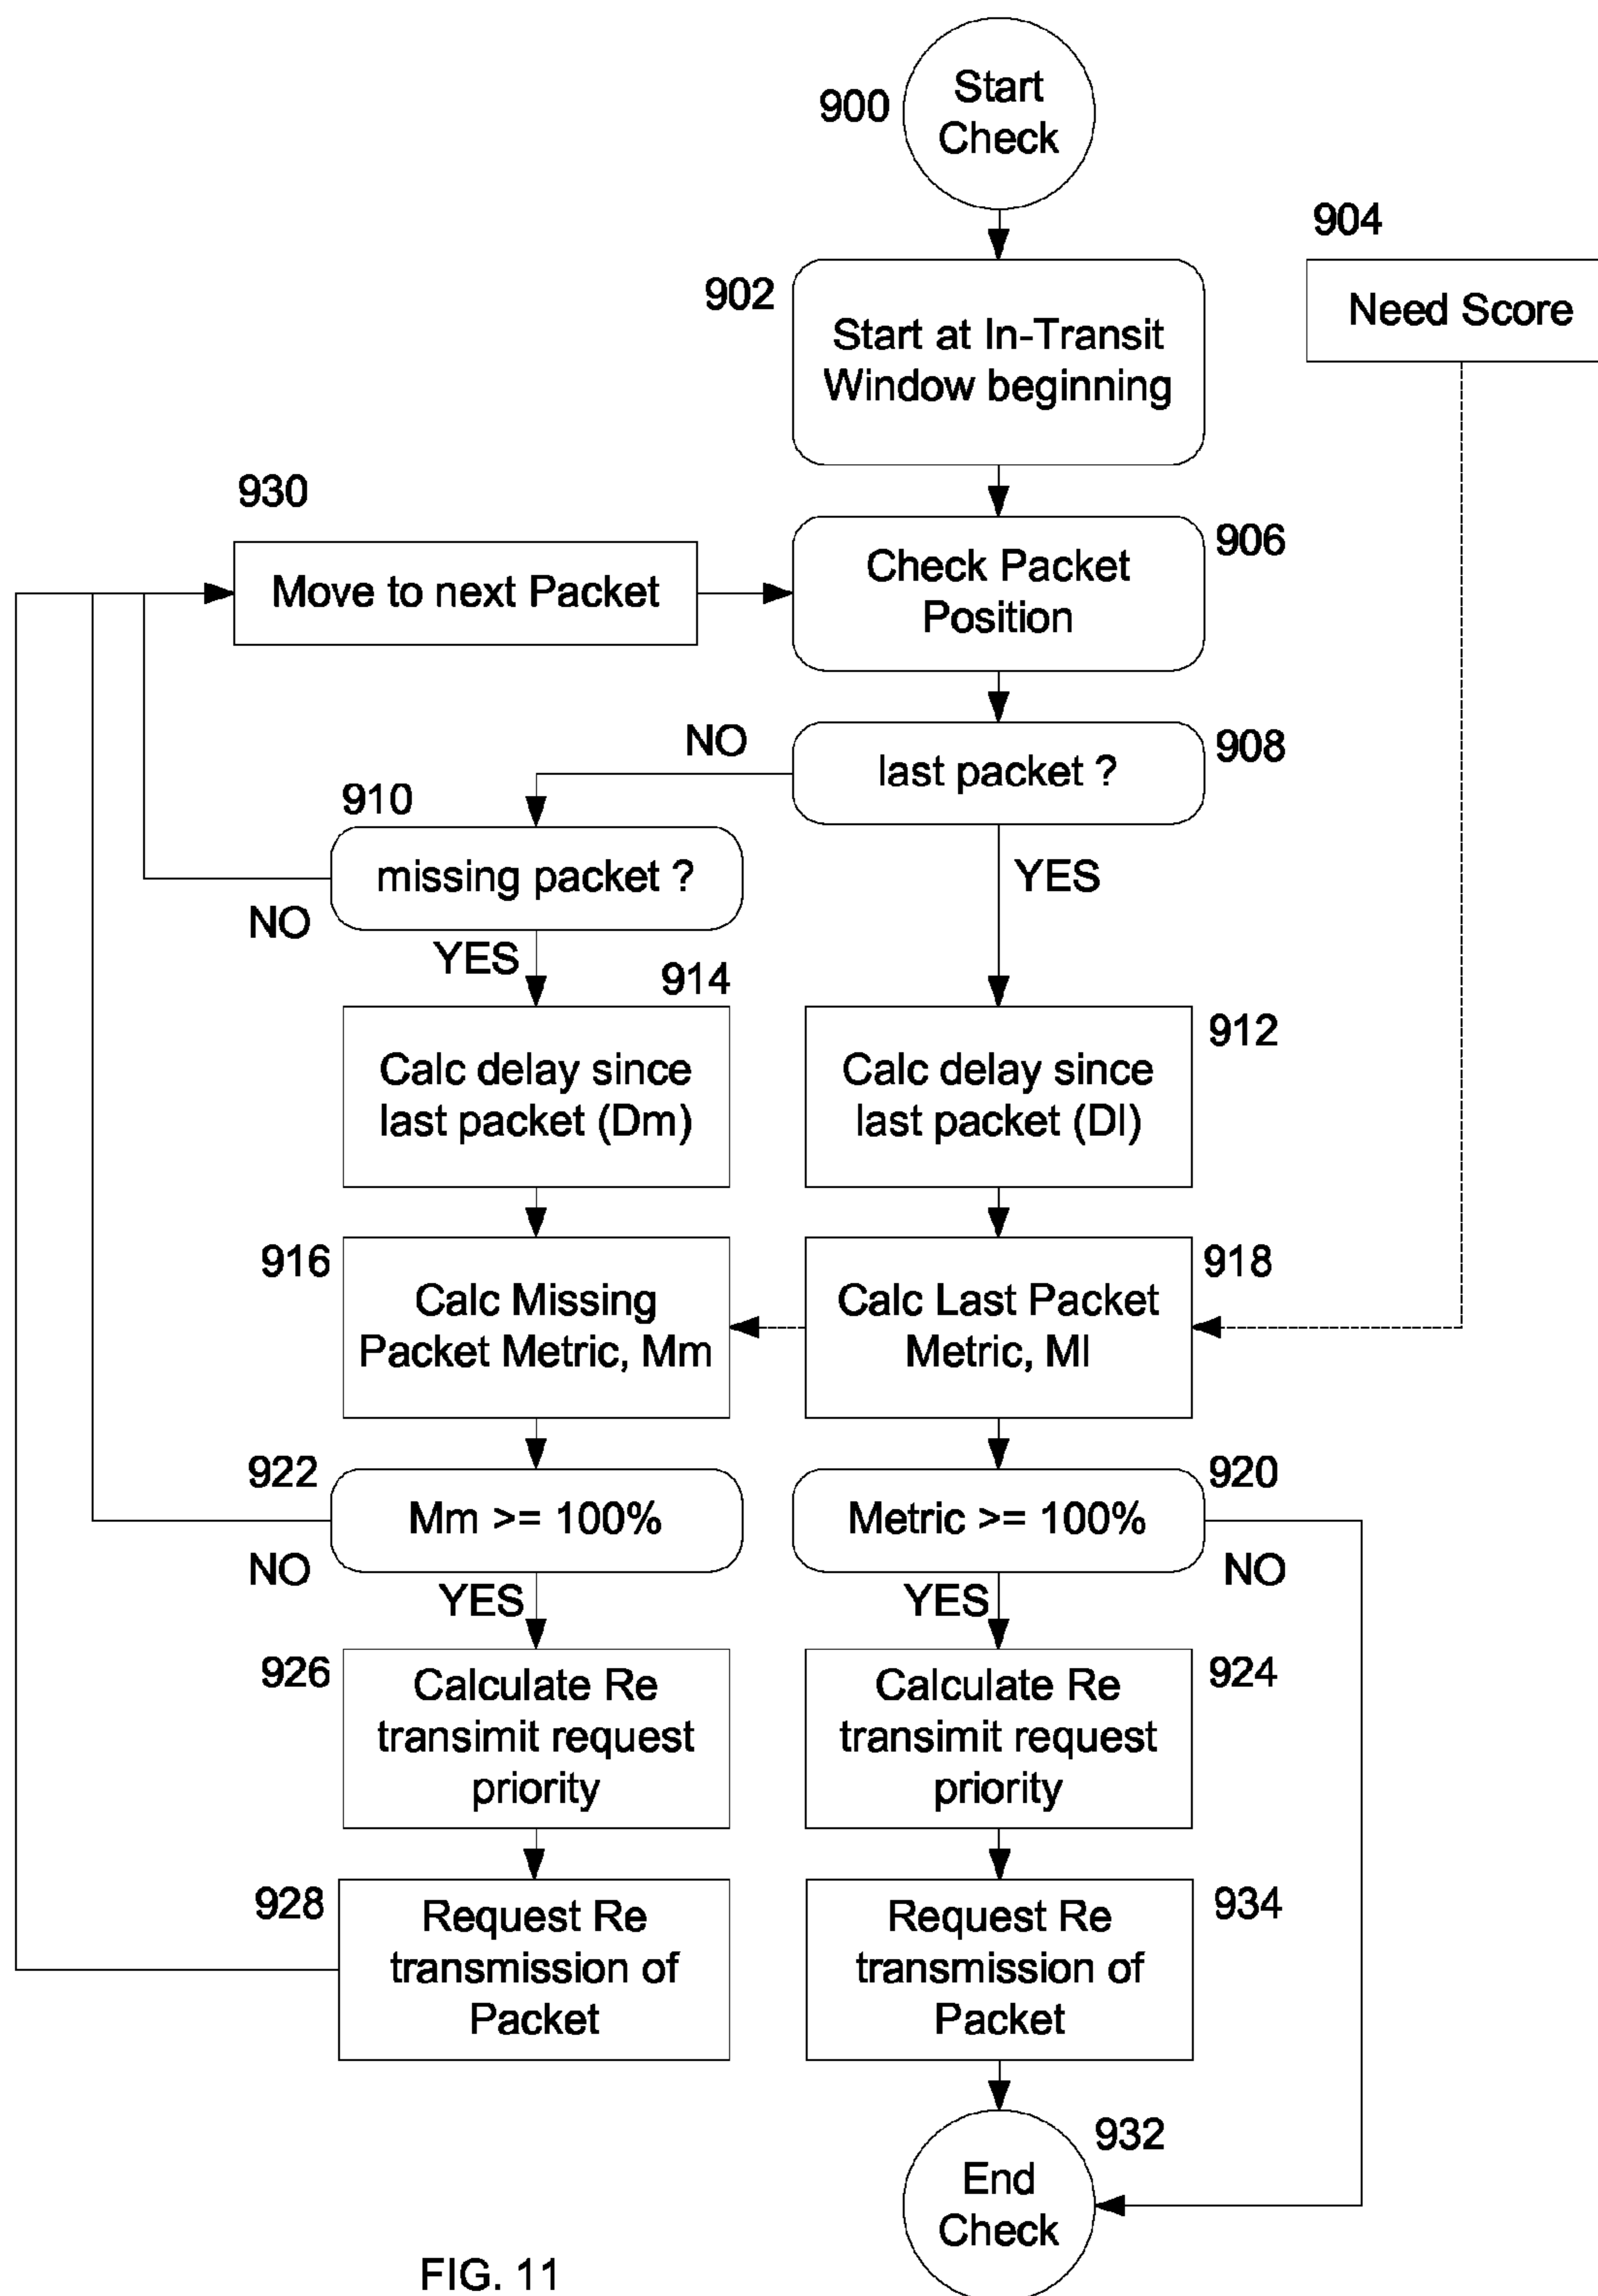 900
Start
Check
904
Need Score
902
Start at In-Transit
Window beginning
930
Move to next Packet
906
Check Packet
Position
NO
last packet ?
908
910
missing packet ?
NO
YES
YES
914
Calc delay since
last packet (Dm)
912
Calc delay since
last packet (Dl)
916
Calc Missing
Packet Metric, Mm
918
Calc Last Packet
Metric, Ml
922
Mm >= 100%
NO
YES
920
Metric >= 100%
YES
NO
926
Calculate Re
transimit request
priority
924
Calculate Re
transimit request
priority
928
Request Re
transmission of
Packet
934
Request Re
transmission of
Packet
932
End
Check
FIG. 11